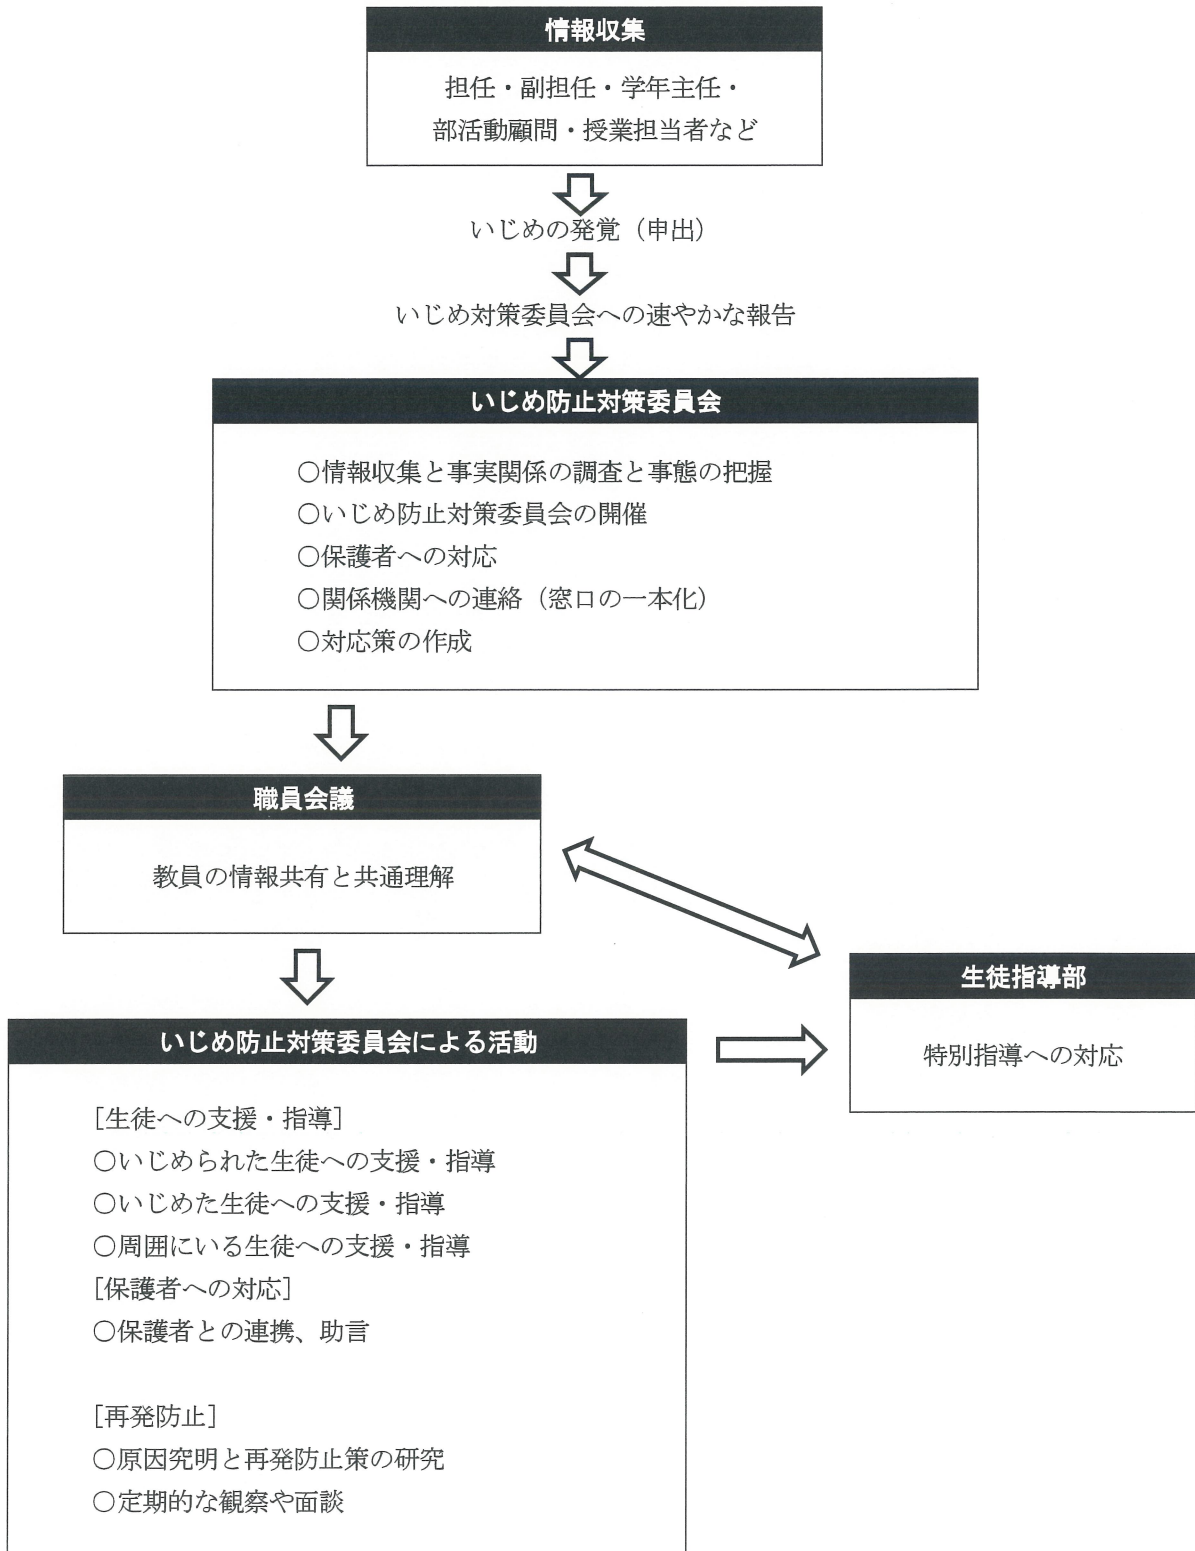 情報収集
担任・副担任・学年主任・
部活動顧問・授業担当者など
いじめの発覚（申出）
いじめ対策委員会への速やかな報告
いじめ防止対策委員会
○情報収集と事実関係の調査と事態の把握
○いじめ防止対策委員会の開催
○保護者への対応
○関係機関への連絡（窓口の一本化）
○対応策の作成
職員会議
教員の情報共有と共通理解
生徒指導部
特別指導への対応
いじめ防止対策委員会による活動
［生徒への支援・指導］
○いじめられた生徒への支援・指導
○いじめた生徒への支援・指導
○周囲にいる生徒への支援・指導
［保護者への対応］
○保護者との連携、助言
［再発防止］
○原因究明と再発防止策の研究
○定期的な観察や面談